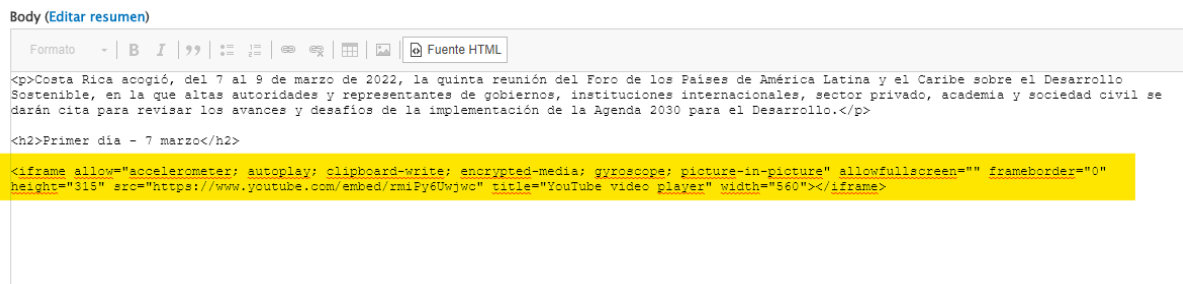 Body (Editar resumen)
Formato B I Fuente HTML
<p>Costa Rica acogió, del 7 al 9 de marzo de 2022, la quinta reunión del Foro de los Países de América Latina y el Caribe sobre el Desarrollo
Sostenible, en la que altas autoridades y representantes de gobiernos, instituciones internacionales, sector privado, academia y sociedad civil se
darán cita para revisar los avances y desafíos de la implementación de la Agenda 2030 para el Desarrollo.</p>
<h2>Primer día - 7 marzo</h2>
<iframe allow="accelerometer; autoplay; clipboard-write; encrypted-media; gyroscope; picture-in-picture" allowfullscreen="" frameborder="0"
height="315" src="https://www.youtube.com/embed/rmiPy6Uwjwc" title="YouTube video player" width="560"></iframe>